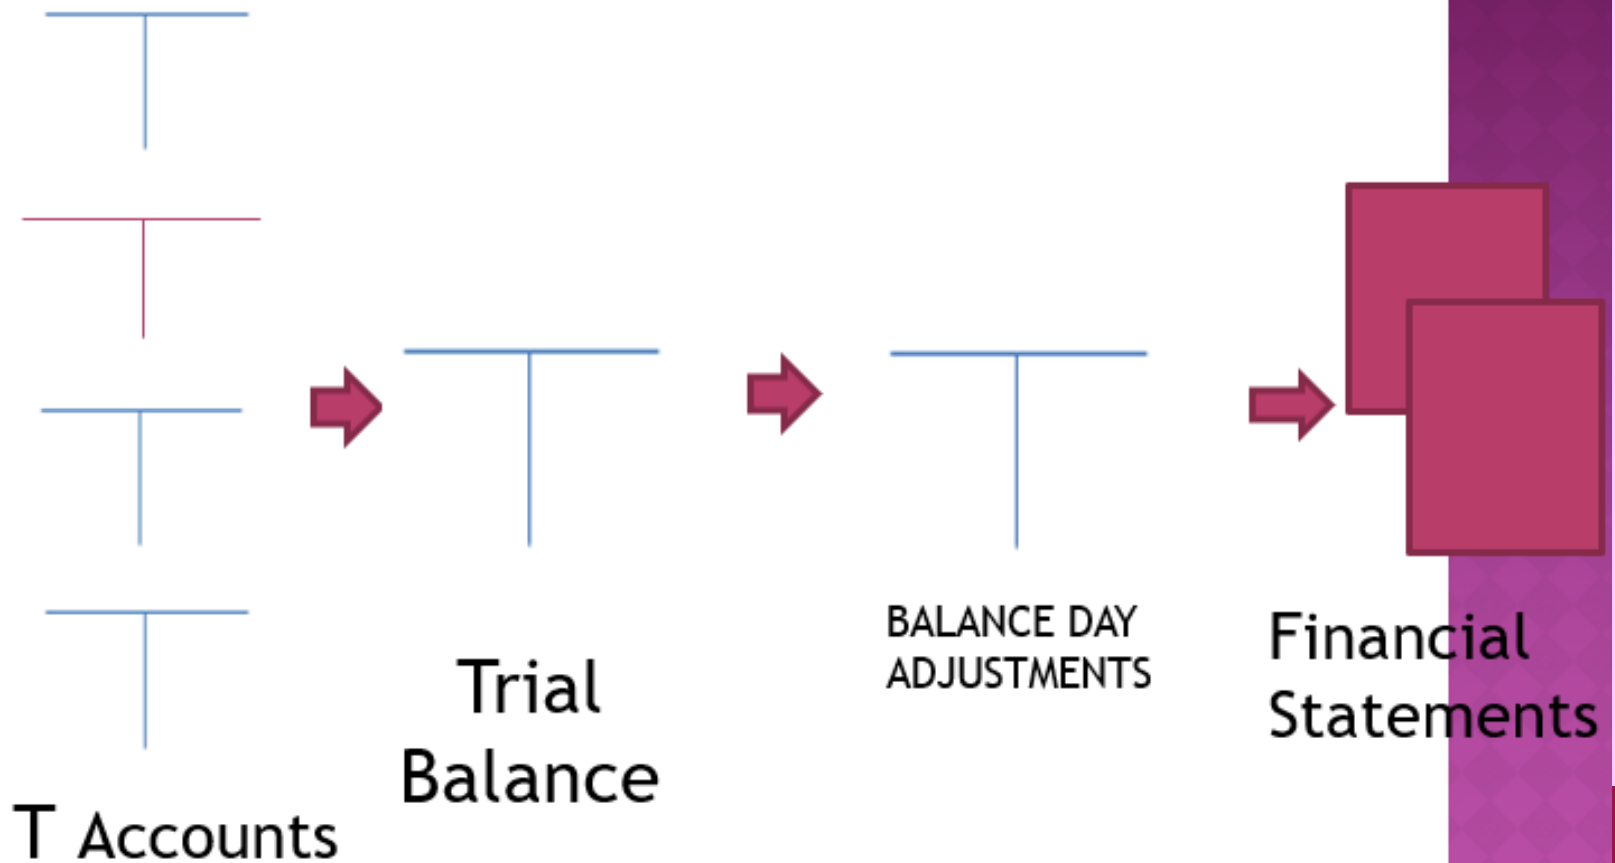 T Accounts
Trial
Balance
BALANCE DAY
ADJUSTMENTS
Financial
Statements